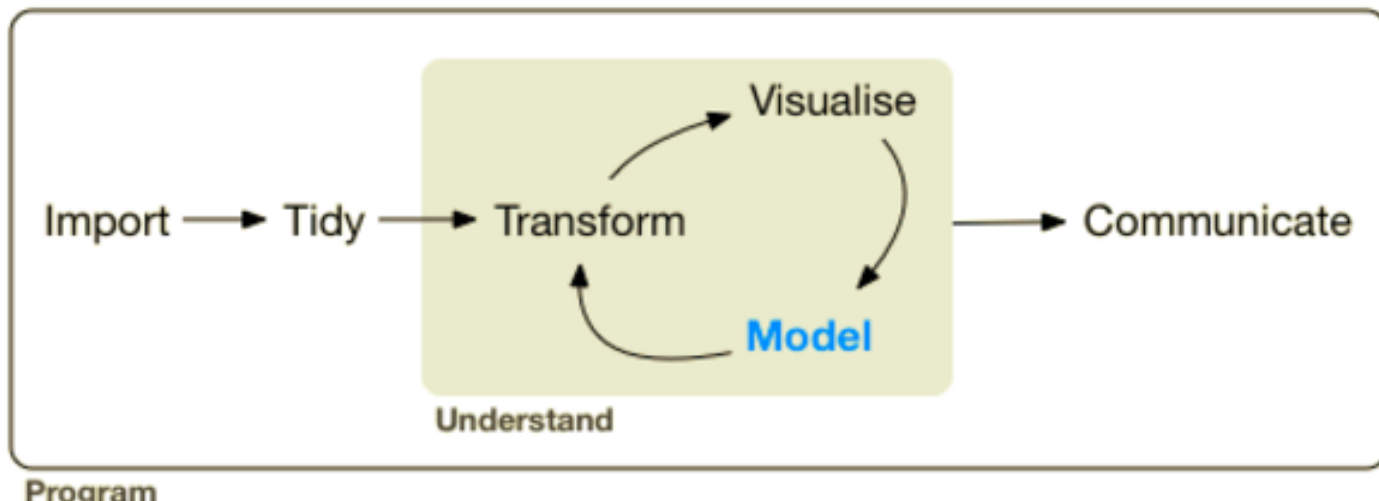 Visualise
Import
Tidy
Transform
Communicate
Model
Understand
Program